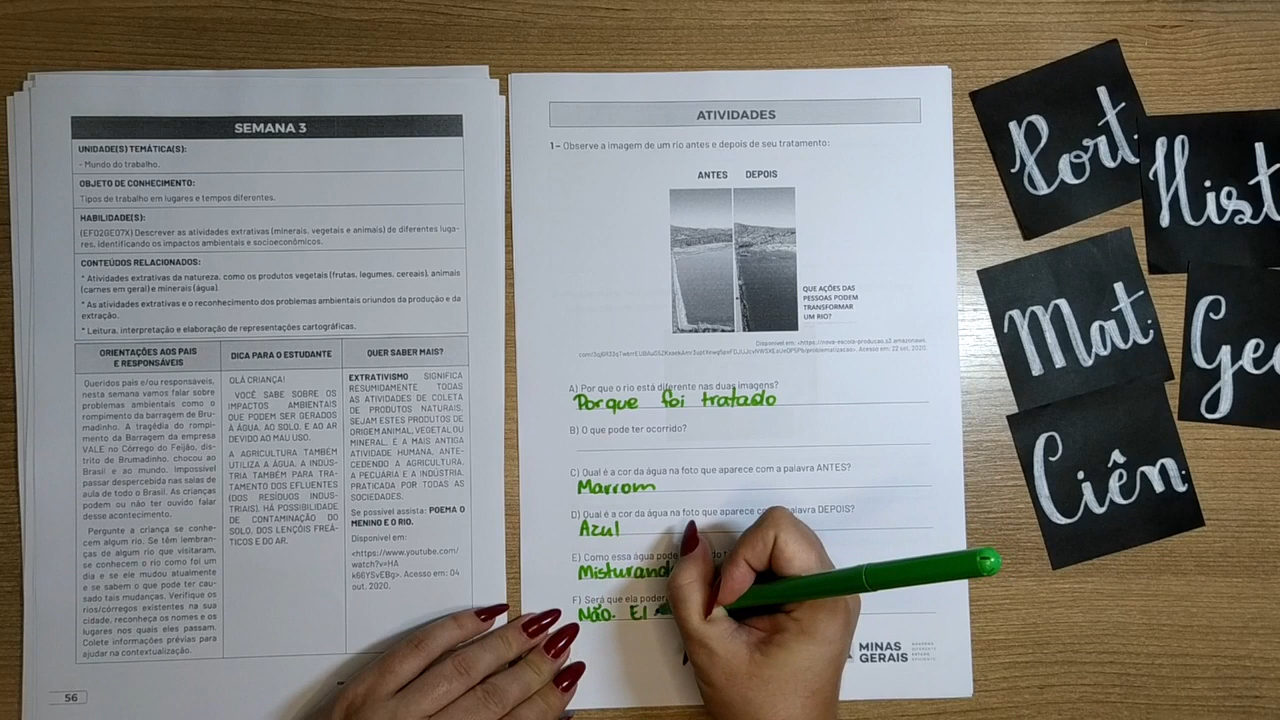 SEMANA 3
UNIDADE(S) TEMÁTICA(S):
- Mundo do trabalho.
OBJETO DE CONHECIMENTO:
Tipos de trabalho em lugares e tempos diferentes.
HABILIDADE(S):
(EF02GE07X) Descrever as atividades extrativas (minerais, vegetais e animais) de diferentes luga-
res, identificando os impactos ambientais e socioeconômicos.
CONTEÚDOS RELACIONADOS:
* Atividades extrativas da natureza, como os produtos vegetais (frutas, legumes, cereais), animais
(carnes em geral) e minerais (água).
* As atividades extrativas e o reconhecimento dos problemas ambientais oriundos da produção e da
extração.
* Leitura, interpretação e elaboração de representações cartográficas.
ORIENTAÇÕES AOS PAIS
E RESPONSÁVEIS
Queridos pais e/ou responsáveis,
nesta semana vamos falar sobre
problemas ambientais como o
rompimento da barragem de Bru-
madinho. A tragédia do rompi-
mento da Barragem da empresa
VALE no Córrego do Feijão, dis-
trito de Brumadinho, chocou ao
Brasil e ao mundo. Impossível
passar despercebida nas salas de
aula de todo o Brasil. As crianças
podem ou não ter ouvido falar
desse acontecimento.
Pergunte a criança se conhe-
cem algum rio. Se têm lembran-
ças de algum rio que visitaram,
se conhecem o rio como foi um
dia e se ele mudou atualmente
e se sabem o que pode ter cau-
sado tais mudanças. Verifique os
rios/córregos existentes na sua
cidade, reconheça os nomes e os
lugares nos quais eles passam.
Colete informações prévias para
ajudar na contextualização.
DICA PARA O ESTUDANTE
OLÁ CRIANÇA!
VOCÊ SABE SOBRE OS
IMPACTOS AMBIENTAIS
QUE PODEM SER GERADOS
À ÁGUA, AO SOLO, E AO AR
DEVIDO AO MAU USO.
A AGRICULTURA TAMBÉM
UTILIZA A ÁGUA, A INDUS-
TRIA TAMBÉM PARA TRA-
TAMENTO DOS EFLUENTES
(DOS RESÍDUOS INDUS-
TRIAIS). HÁ POSSIBILIDADE
DE CONTAMINAÇÃO DO
SOLO, DOS LENÇÓIS FREÁ-
TICOS E DO AR.
QUER SABER MAIS?
EXTRATIVISMO SIGNIFICA
RESUMIDAMENTE TODAS
AS ATIVIDADES DE COLETA
DE PRODUTOS NATURAIS,
SEJAM ESTES PRODUTOS DE
ORIGEM ANIMAL, VEGETAL OU
MINERAL. É A MAIS ANTIGA
ATIVIDADE HUMANA, ANTE-
CEDENDO A AGRICULTURA,
A PECUÁRIA E A INDÚSTRIA,
PRATICADA POR TODAS AS
SOCIEDADES.
Se possível assista: POEMA O
MENINO E O RIO.
Disponível em:
<https://www.youtube.com/
watch?v=HA
k66YSvEBg>. Acesso em: 04
out. 2020.
56
ATIVIDADES
1 – Observe a imagem de um rio antes e depois de seu tratamento:
ANTES DEPOIS
QUE AÇÕES DAS
PESSOAS PODEM
TRANSFORMAR
UM RIO?
A) Por que o rio está diferente nas duas imagens?
Porque foi tratado
B) O que pode ter ocorrido?
C) Qual é a cor da água na foto que aparece com a palavra ANTES?
Marrom
D) Qual é a cor da água na foto que aparece com a palavra DEPOIS?
Azul
E) Como essa água pode
Misturand
F) Será que ela poder
Não. El
MINAS
GERAIS
Port.
Hist
Mat.
Geo
Ciên.